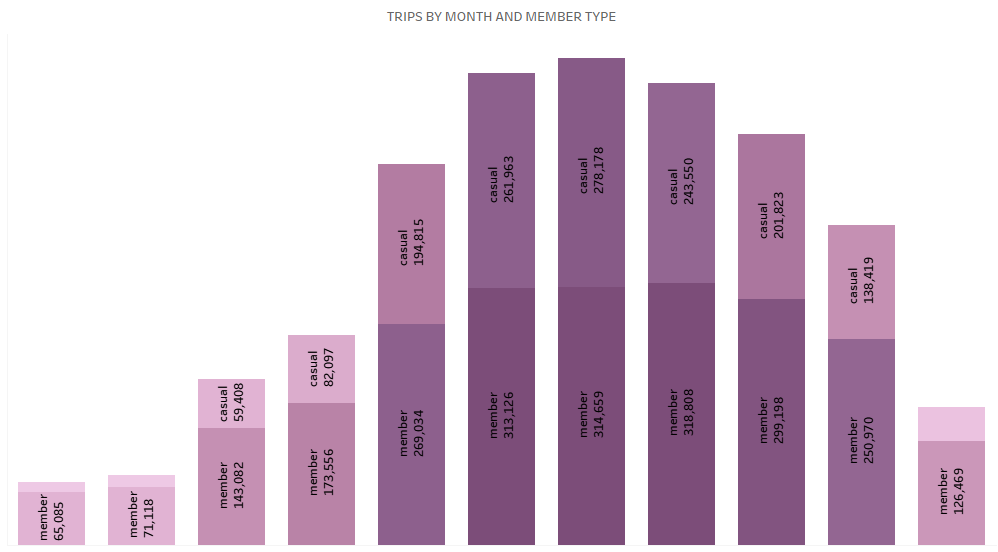 TRIPS BY MONTH AND MEMBER TYPE
member
65,085
member
71,118
casual
59,408
member
143,082
casual
82,097
member
173,556
casual
194,815
member
269,034
casual
261,963
member
313,126
casual
278,178
member
314,659
casual
243,550
member
318,808
casual
201,823
member
299,198
casual
138,419
member
250,970
member
126,469